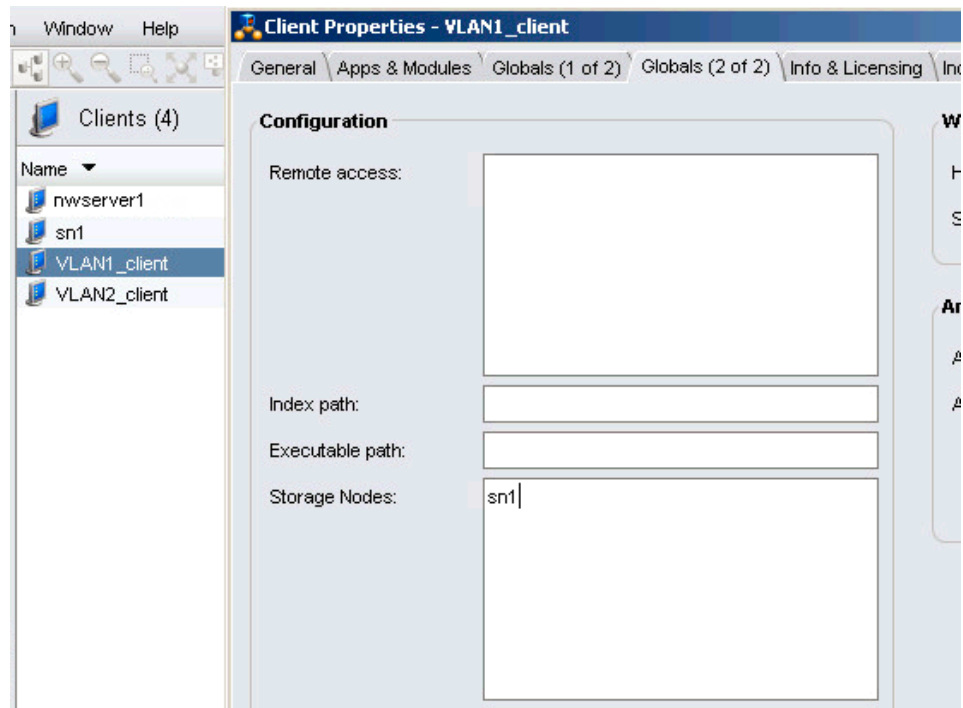 Window Help
Client Properties - VLAN1_client
General Apps & Modules Globals (1 of 2) Globals (2 of 2) Info & Licensing
Clients (4)
Name
nwserver1
sn1
VLAN1_client
VLAN2_client
Configuration
Remote access:
Index path:
Executable path:
Storage Nodes:
sn1